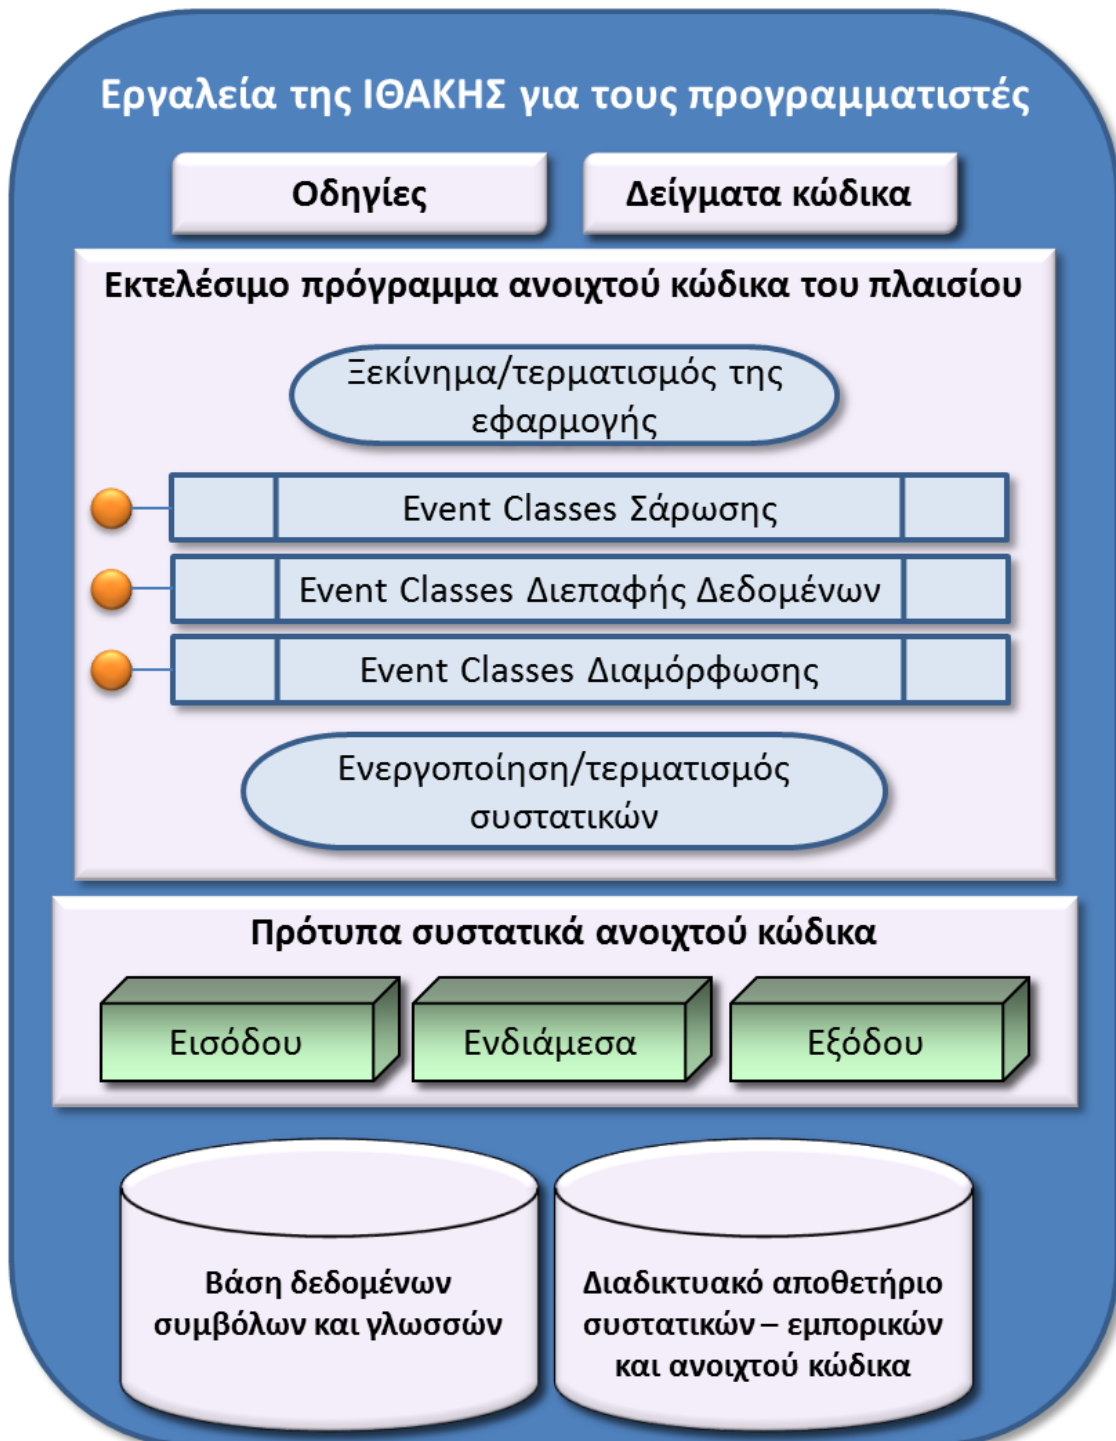 Εργαλεία της ΙΘΑΚΗΣ για τους προγραμματιστές
Οδηγίες
Δείγματα κώδικα
Εκτελέσιμο πρόγραμμα ανοιχτού κώδικα του πλαισίου
Ξεκίνημα/τερματισμός της
εφαρμογής
Event Classes Σάρωσης
Event Classes Διεπαφής Δεδομένων
Event Classes Διαμόρφωσης
Ενεργοποίηση/τερματισμός
συστατικών
Πρότυπα συστατικά ανοιχτού κώδικα
Εισόδου
Ενδιάμεσα
Εξόδου
Βάση δεδομένων
συμβόλων και γλωσσών
Διαδικτυακό αποθετήριο
συστατικών – εμπορικών
και ανοιχτού κώδικα